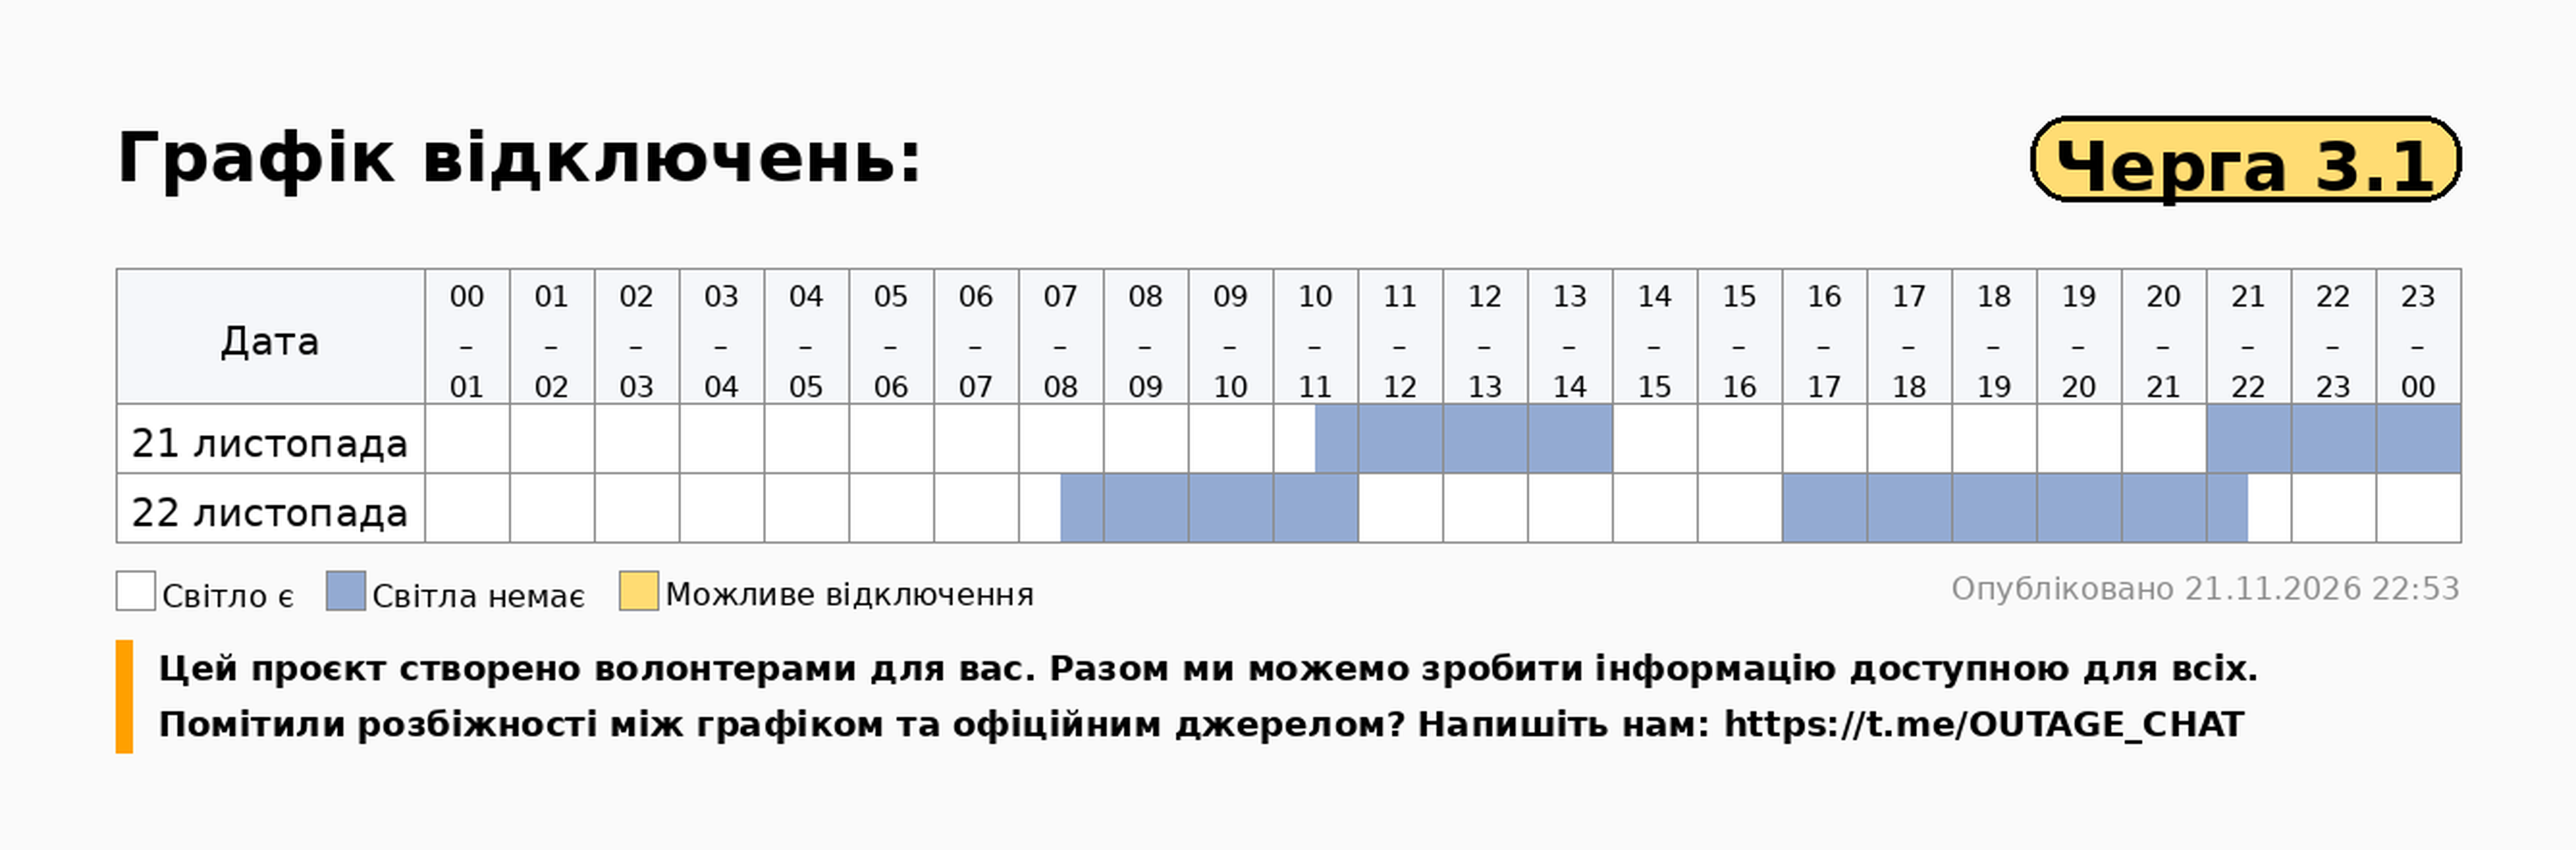 Графік відключень:
Черга 3.1
Дата
00 – 01
01 – 02
02 – 03
03 – 04
04 – 05
05 – 06
06 – 07
07 – 08
08 – 09
09 – 10
10 – 11
11 – 12
12 – 13
13 – 14
14 – 15
15 – 16
16 – 17
17 – 18
18 – 19
19 – 20
20 – 21
21 – 22
22 – 23
23 – 00
21 листопада
22 листопада
Світло є
Світла немає
Можливе відключення
Опубліковано 21.11.2026 22:53
Цей проєкт створено волонтерами для вас. Разом ми можемо зробити інформацію доступною для всіх.
Помітили розбіжності між графіком та офіційним джерелом? Напишіть нам: https://t.me/OUTAGE_CHAT